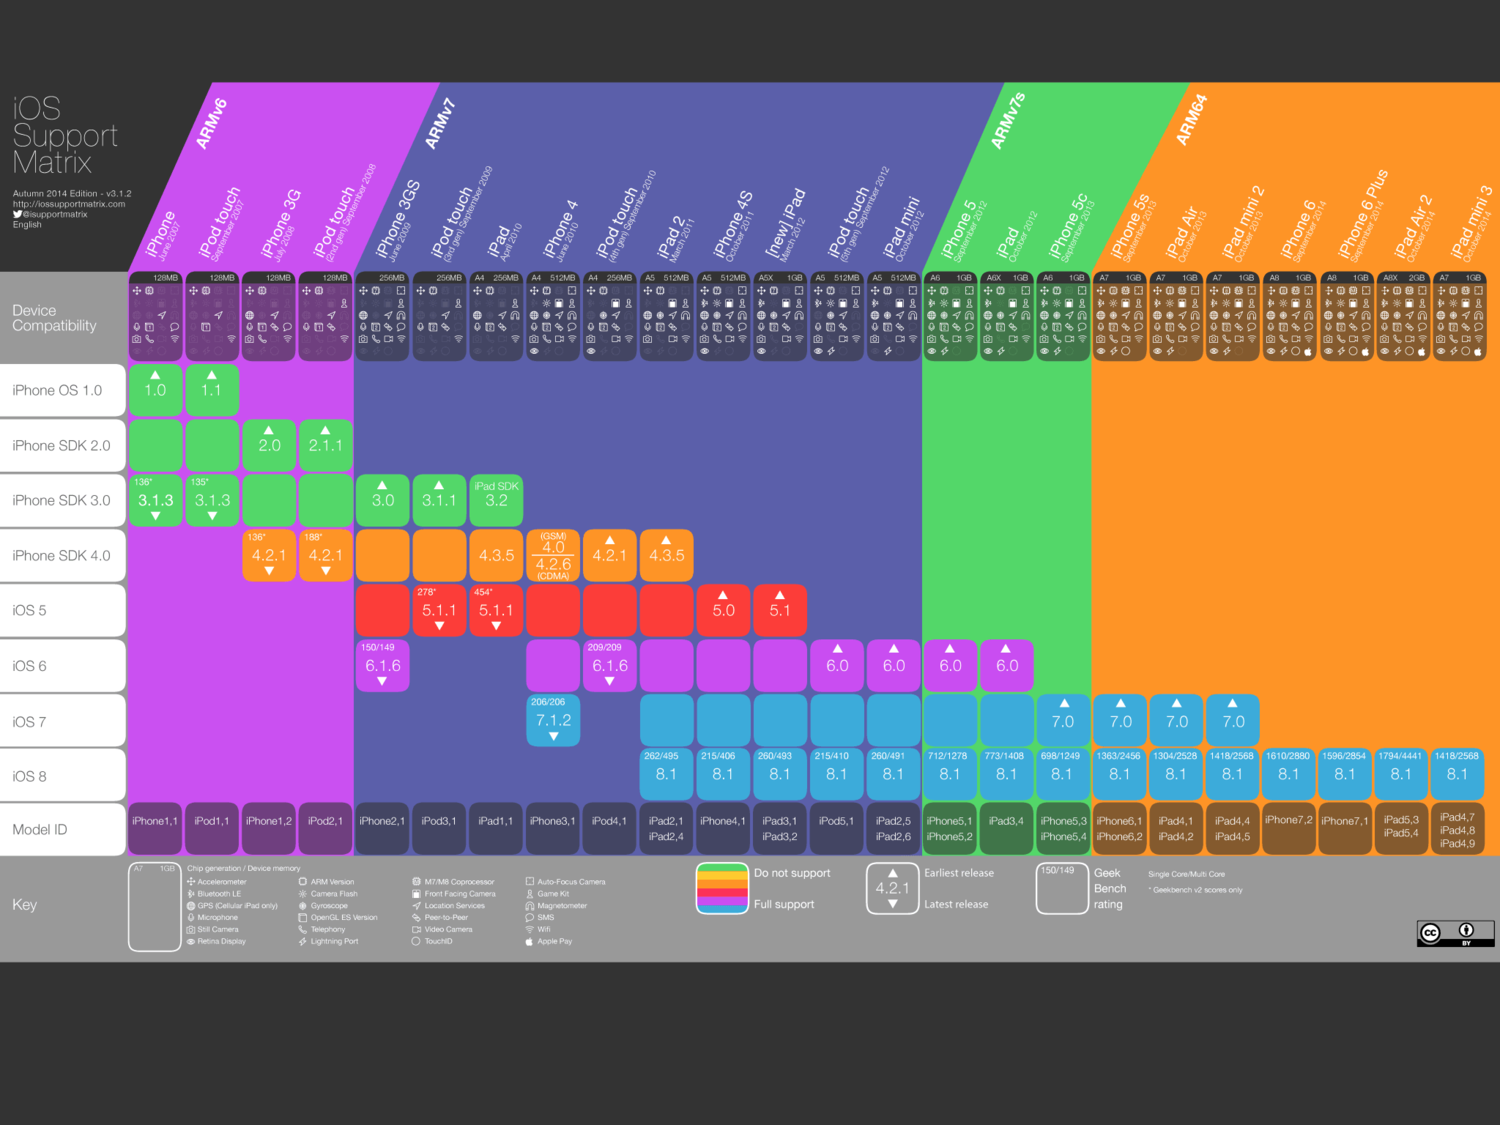 iOS
Support
Matrix
Autumn 2014 Edition - v3.1.2
http://iossupportmatrix.com
@isupportmatrix
English
ARMv6
ARMv7
ARMv7s
ARM64
iPhone
June 2007
iPod touch
September 2007
iPhone 3G
July 2008
iPod touch
(2nd gen) September 2008
iPhone 3GS
June 2009
iPod touch
(3rd gen) September 2009
iPad
April 2010
iPhone 4
June 2010
iPod touch
(4th gen) September 2010
iPad 2
March 2011
iPhone 4S
October 2011
[new] iPad
March 2012
iPod touch
(5th gen) September 2012
iPad mini
October 2012
iPhone 5
September 2012
iPad
October 2012
iPhone 5c
September 2013
iPhone 5s
September 2013
iPad Air
October 2013
iPad mini 2
October 2013
iPhone 6
September 2014
iPhone 6 Plus
September 2014
iPad Air 2
October 2014
iPad mini 3
October 2014
128MB 128MB 128MB 128MB 256MB 256MB A4 256MB A4 512MB A4 256MB A5 512MB A5 512MB A5X 1GB A5 512MB A5 512MB A6 1GB A6X 1GB A6 1GB A7 1GB A7 1GB A7 1GB A8 1GB A8 1GB A8X 2GB A7 1GB
Device
Compatibility
iPhone OS 1.0 1.0 1.1
iPhone SDK 2.0 2.0 2.1.1
iPhone SDK 3.0 136* 3.1.3 135* 3.1.3 3.0 3.1.1 iPad SDK 3.2
iPhone SDK 4.0 136* 4.2.1 188* 4.2.1 4.3.5 (GSM) 4.0 4.2.6 (CDMA) 4.2.1 4.3.5
iOS 5 278* 5.1.1 454* 5.1.1 5.0 5.1
iOS 6 150/149 6.1.6 209/209 6.1.6 6.0 6.0 6.0 6.0
iOS 7 206/206 7.1.2 7.0 7.0 7.0 7.0
262/495 215/406 260/493 215/410 260/491 712/1278 773/1408 698/1249 1363/2456 1304/2528 1418/2568 1610/2880 1596/2854 1794/4441 1418/2568
iOS 8 8.1 8.1 8.1 8.1 8.1 8.1 8.1 8.1 8.1 8.1 8.1 8.1 8.1 8.1 8.1
Model ID
iPhone1,1
iPod1,1
iPhone1,2
iPod2,1
iPhone2,1
iPod3,1
iPad1,1
iPhone3,1
iPod4,1
iPad2,1
iPad2,4
iPhone4,1
iPad3,1
iPad3,2
iPod5,1
iPad2,5
iPad2,6
iPhone5,1
iPhone5,2
iPad3,4
iPhone5,3
iPhone5,4
iPhone6,1
iPhone6,2
iPad4,1
iPad4,2
iPad4,4
iPad4,5
iPhone7,2
iPhone7,1
iPad5,3
iPad5,4
iPad4,7
iPad4,8
iPad4,9
Key
A7 1GB
Chip generation / Device memory
Accelerometer
Bluetooth LE
GPS (Cellular iPad only)
Microphone
Still Camera
Retina Display
ARM Version
Camera Flash
Gyroscope
OpenGL ES Version
Telephony
Lightning Port
M7/M8 Coprocessor
Front Facing Camera
Location Services
Peer-to-Peer
Video Camera
TouchID
Auto-Focus Camera
Game Kit
Magnetometer
SMS
Wifi
Apple Pay
Do not support
Full support
4.2.1
Earliest release
Latest release
150/149
Geek
Bench
rating
Single Core/Multi Core
* Geekbench v2 scores only
cc
BY